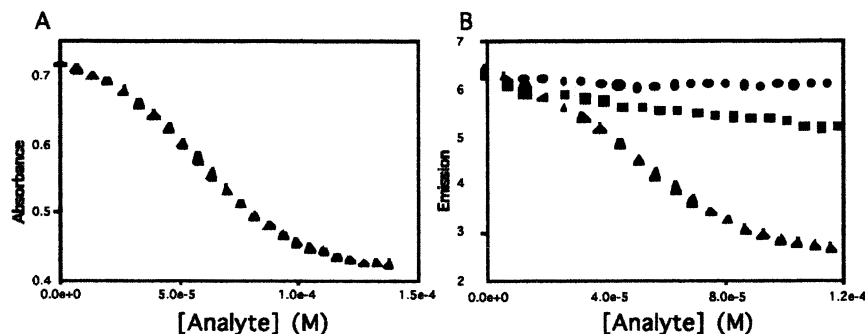 A
Absorbance
0.7
0.6
0.5
0.4
0.0e+0
5.0e-5
1.0e-4
1.5e-4
[Analyte] (M)
B
Emission
7
6
5
4
3
2
0.0e+0
4.0e-5
8.0e-5
1.2e-4
[Analyte] (M)